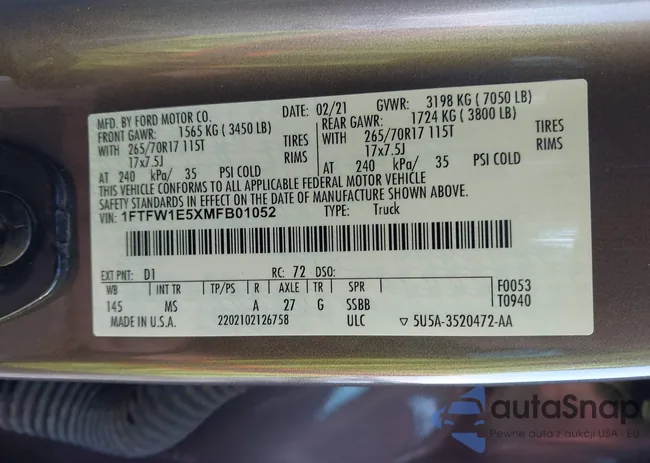 MFD. BY FORD MOTOR CO. DATE: 02/21 GVWR: 3198 KG ( 7050 LB)
FRONT GAWR: 1565 KG ( 3450 LB) REAR GAWR: 1724 KG ( 3800 LB)
WITH 265/70R17 115T TIRES WITH 265/70R17 115T TIRES
17x7.5J RIMS 17x7.5J RIMS
AT 240 kPa/ 35 PSI COLD AT 240 kPa/ 35 PSI COLD
THIS VEHICLE CONFORMS TO ALL APPLICABLE FEDERAL MOTOR VEHICLE
SAFETY STANDARDS IN EFFECT ON THE DATE OF MANUFACTURE SHOWN ABOVE.
VIN: 1FTFW1E5XMFB01052 TYPE: Truck
EXT PNT: D1 RC: 72 DSO: F0053
WB INT TR TP/PS R AXLE TR SPR T0940
145 MS A 27 G SSBB
MADE IN U.S.A. 2202102126758 ULC ▽ 5U5A-3520472-AA
autaSnap
Pewne auta z aukcji USA - EU